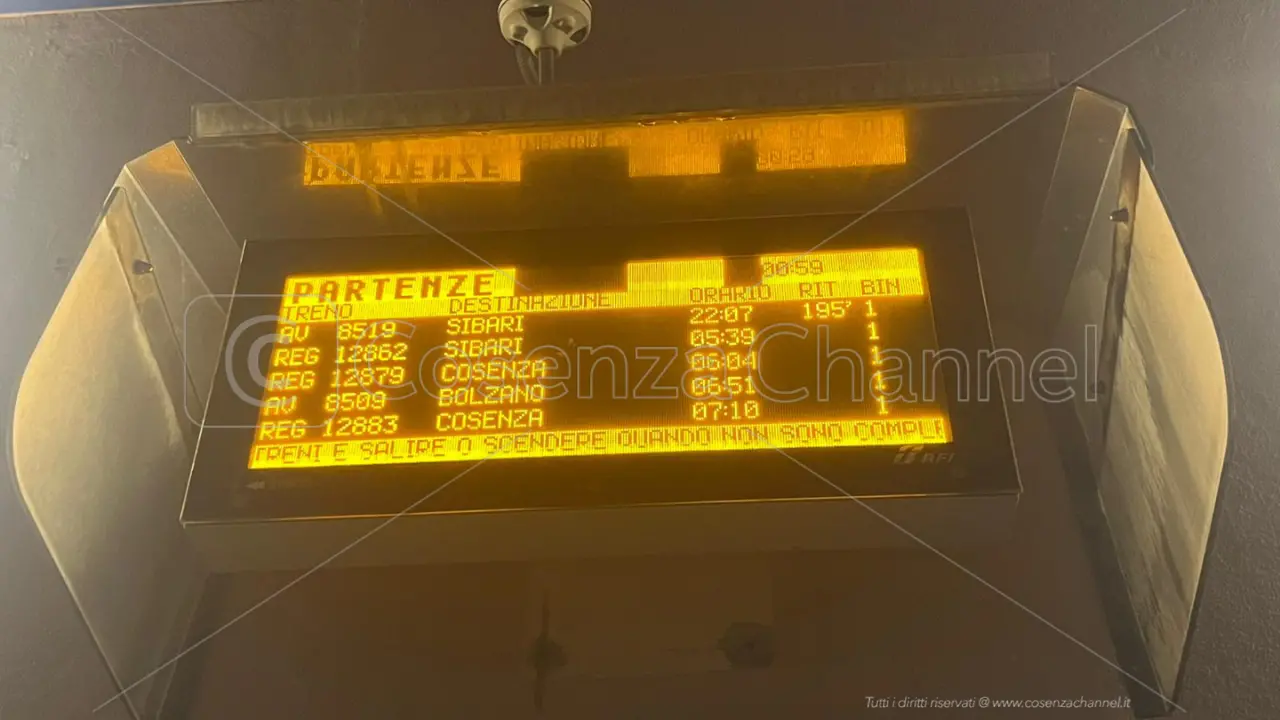 PARTENZE 00:59
TRENO DESTINAZIONE ORARIO RIT BIN
AV 8519 SIBARI 22:07 195' 1
REG 12862 SIBARI 05:39 1
REG 12879 COSENZA 06:04 1
AV 8509 BOLZANO 06:51 1
REG 12883 COSENZA 07:10 1
TRENI E SALIRE O SCENDERE QUANDO NON SONO COMPLE
RFI
CosenzaChannel
Tutti i diritti riservati @ www.cosenzachannel.it